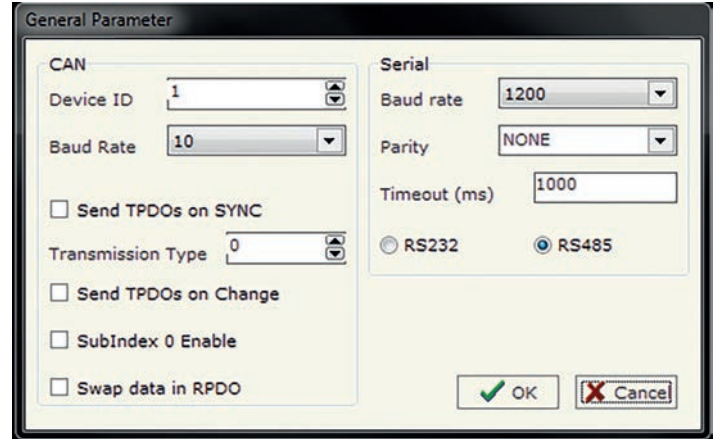 General Parameter
CAN
Device ID 1
Baud Rate 10
Send TPDOs on SYNC
Transmission Type 0
Send TPDOs on Change
SubIndex 0 Enable
Swap data in RPDO
Serial
Baud rate 1200
Parity NONE
Timeout (ms) 1000
RS232 RS485
OK Cancel